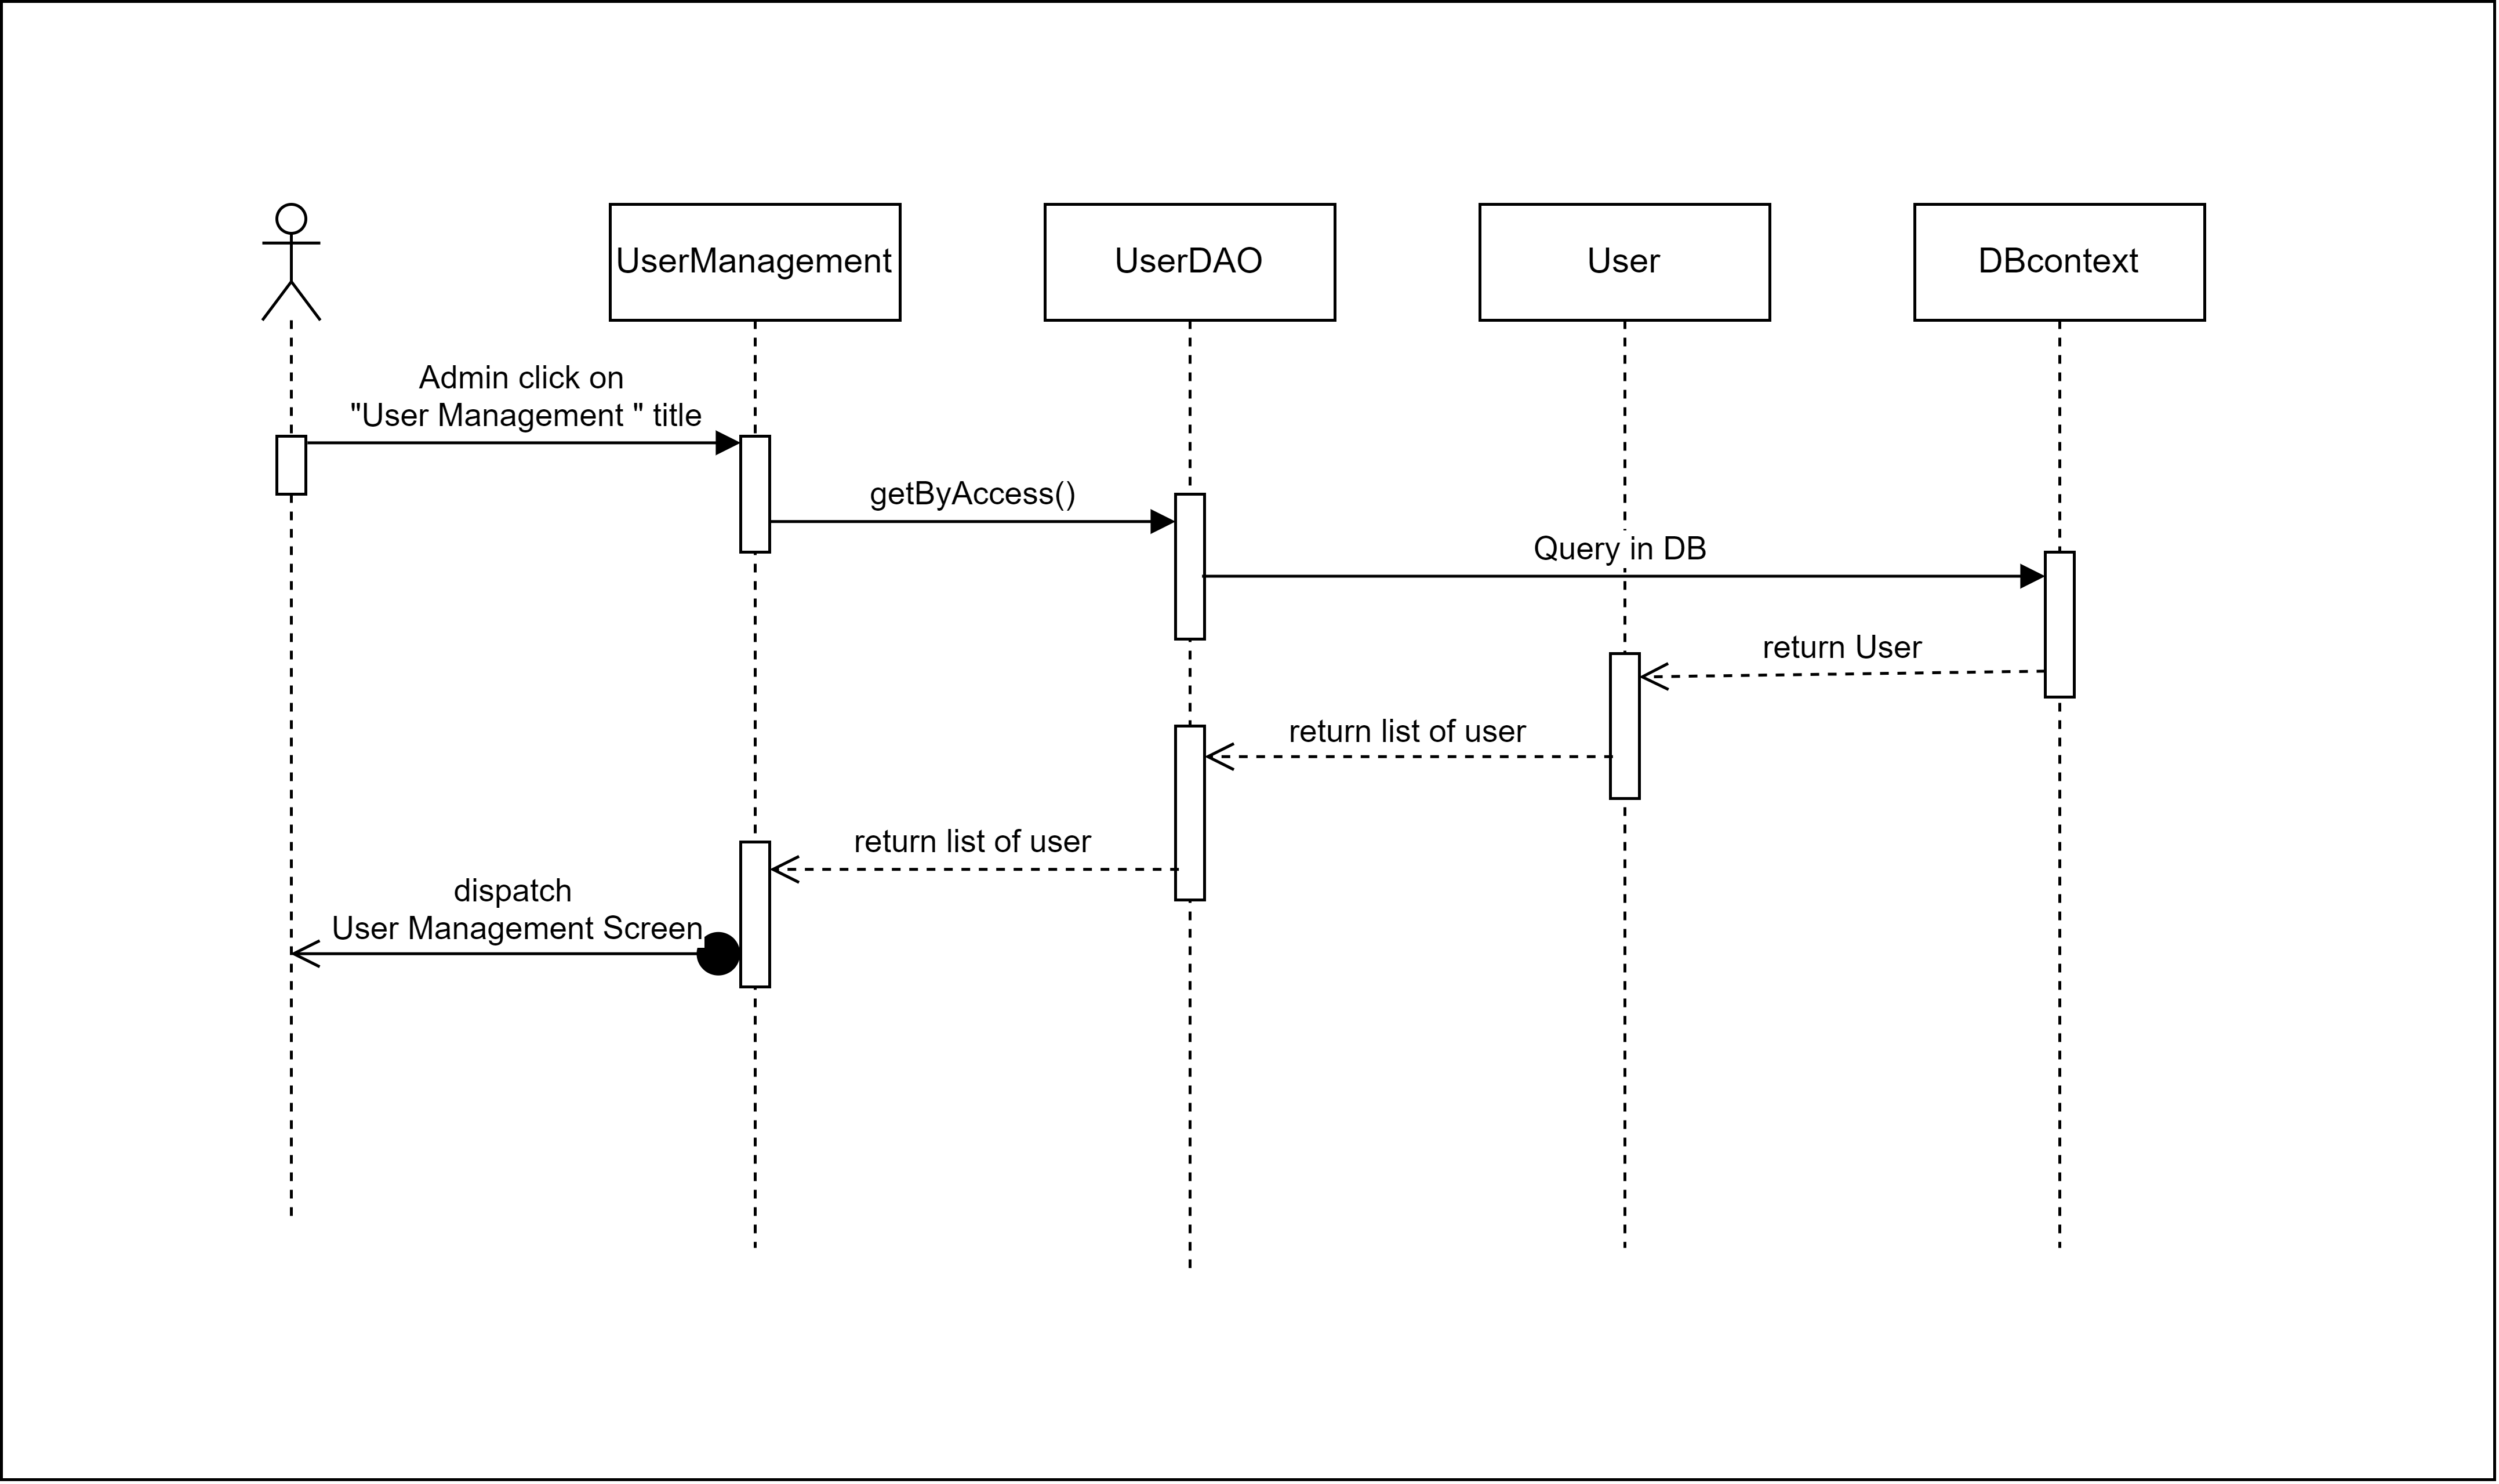 UserManagement
UserDAO
User
DBcontext
Admin click on
"User Management " title
getByAccess()
Query in DB
return User
return list of user
return list of user
dispatch
User Management Screen